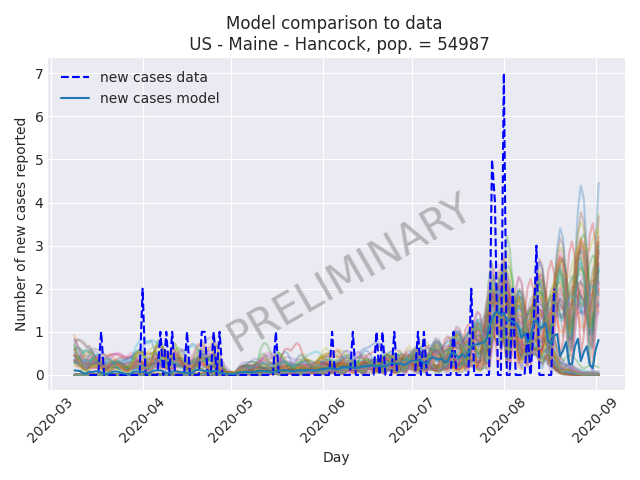 Model comparison to data
US - Maine - Hancock, pop. = 54987
new cases data
new cases model
PRELIMINARY
Number of new cases reported
7
6
5
4
3
2
1
0
2020-03
2020-04
2020-05
2020-06
2020-07
2020-08
2020-09
Day